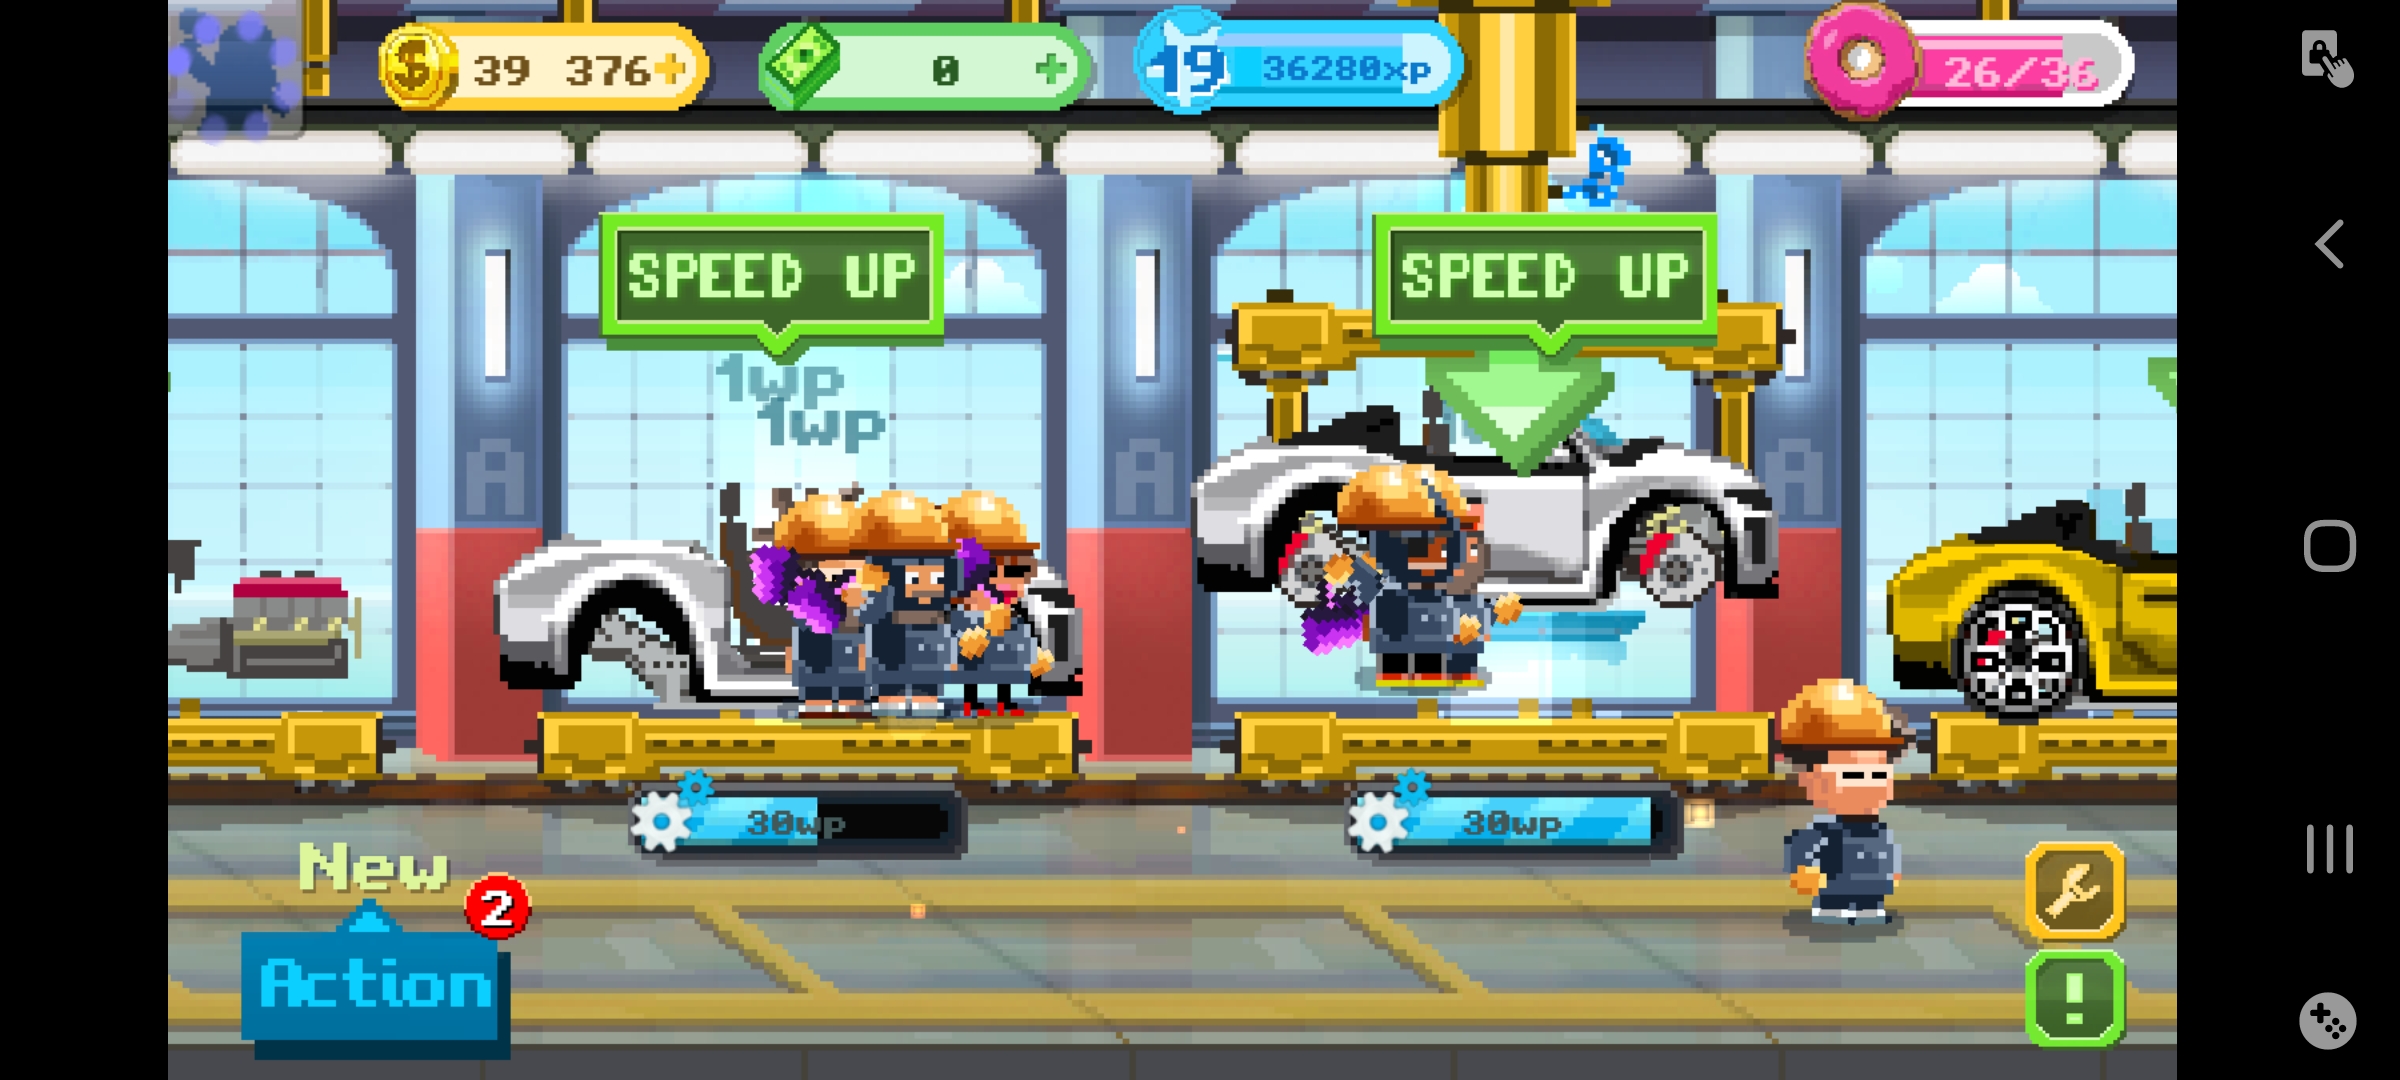 39 376
0
19
36280xp
26/36
SPEED UP
SPEED UP
1wp
1wp
A
A
A
30wp
30wp
New
2
Action